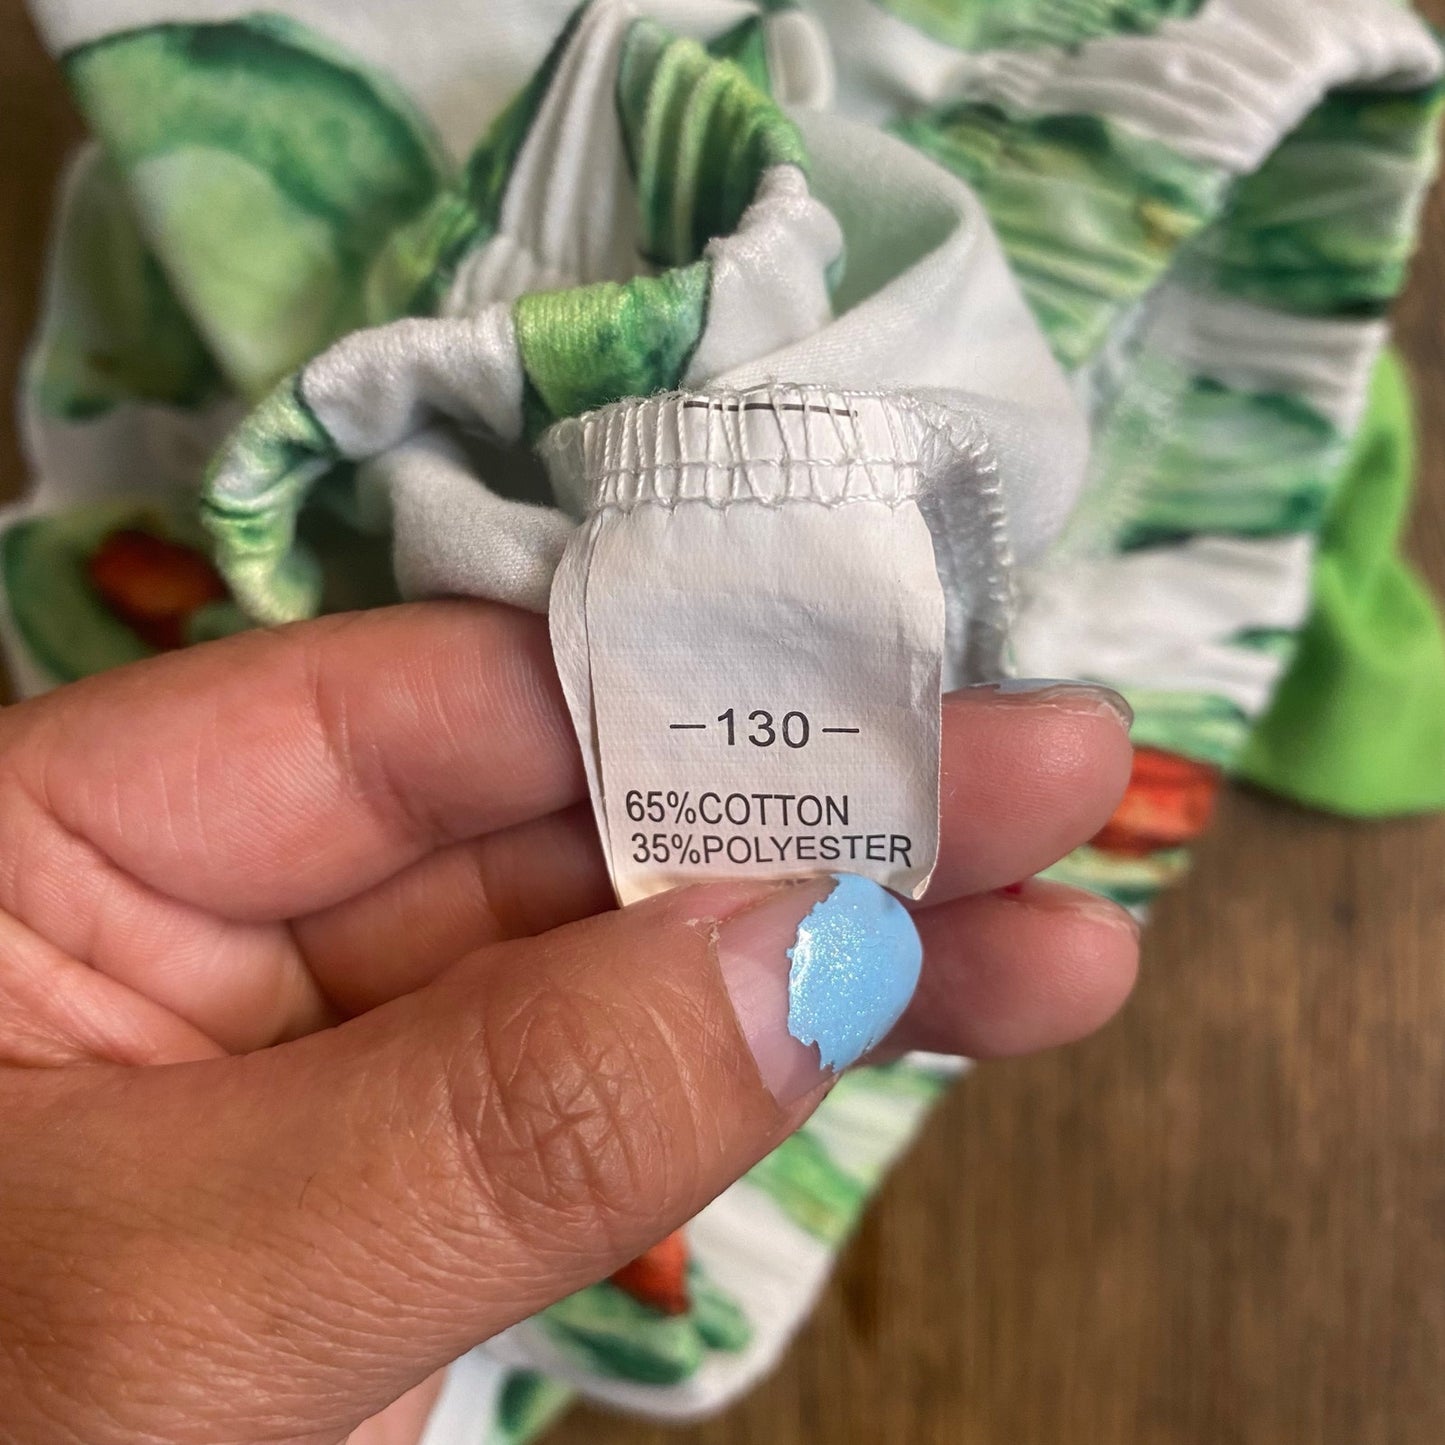 -130-
65%COTTON
35%POLYESTER